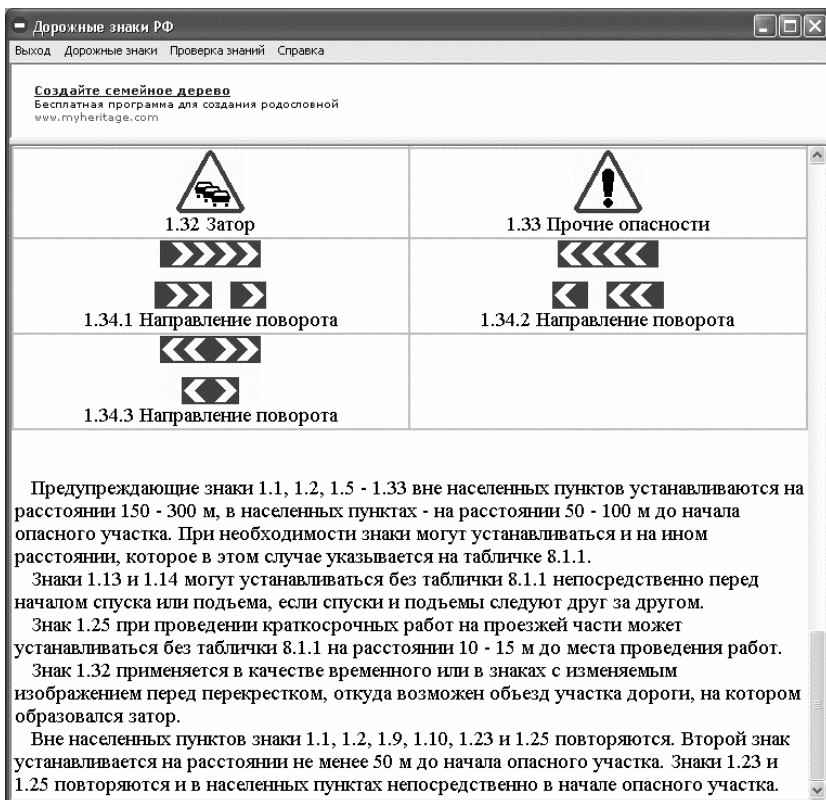 Дорожные знаки РФ
Выход Дорожные знаки Проверка знаний Справка
Создайте семейное дерево
Бесплатная программа для создания родословной
www.myheritage.com
1.32 Затор
1.33 Прочие опасности
1.34.1 Направление поворота
1.34.2 Направление поворота
1.34.3 Направление поворота
Предупреждающие знаки 1.1, 1.2, 1.5 - 1.33 вне населенных пунктов устанавливаются на
расстоянии 150 - 300 м, в населенных пунктах - на расстоянии 50 - 100 м до начала
опасного участка. При необходимости знаки могут устанавливаться и на ином
расстоянии, которое в этом случае указывается на табличке 8.1.1.
Знаки 1.13 и 1.14 могут устанавливаться без таблички 8.1.1 непосредственно перед
началом спуска или подъема, если спуски и подъемы следуют друг за другом.
Знак 1.25 при проведении краткосрочных работ на проезжей части может
устанавливаться без таблички 8.1.1 на расстоянии 10 - 15 м до места проведения работ.
Знак 1.32 применяется в качестве временного или в знаках с изменяемым
изображением перед перекрестком, откуда возможен объезд участка дороги, на котором
образовался затор.
Вне населенных пунктов знаки 1.1, 1.2, 1.9, 1.10, 1.23 и 1.25 повторяются. Второй знак
устанавливается на расстоянии не менее 50 м до начала опасного участка. Знаки 1.23 и
1.25 повторяются и в населенных пунктах непосредственно в начале опасного участка.